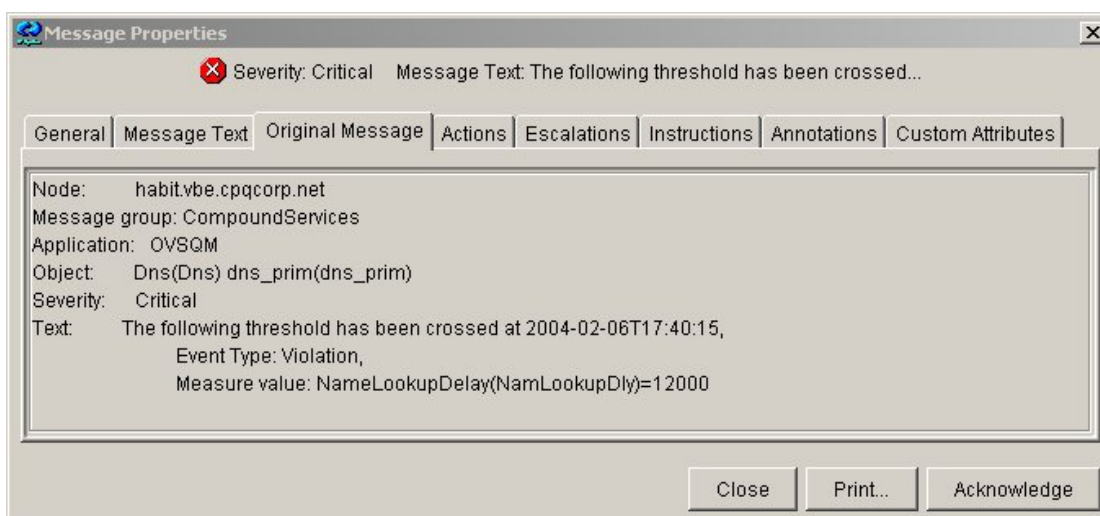 Message Properties
Severity: Critical Message Text: The following threshold has been crossed...
General Message Text Original Message Actions Escalations Instructions Annotations Custom Attributes
Node: habit.vbe.cpqcorp.net
Message group: CompoundServices
Application: OVSQM
Object: Dns(Dns) dns_prim(dns_prim)
Severity: Critical
Text: The following threshold has been crossed at 2004-02-06T17:40:15,
Event Type: Violation,
Measure value: NameLookupDelay(NamLookupDly)=12000
Close Print... Acknowledge